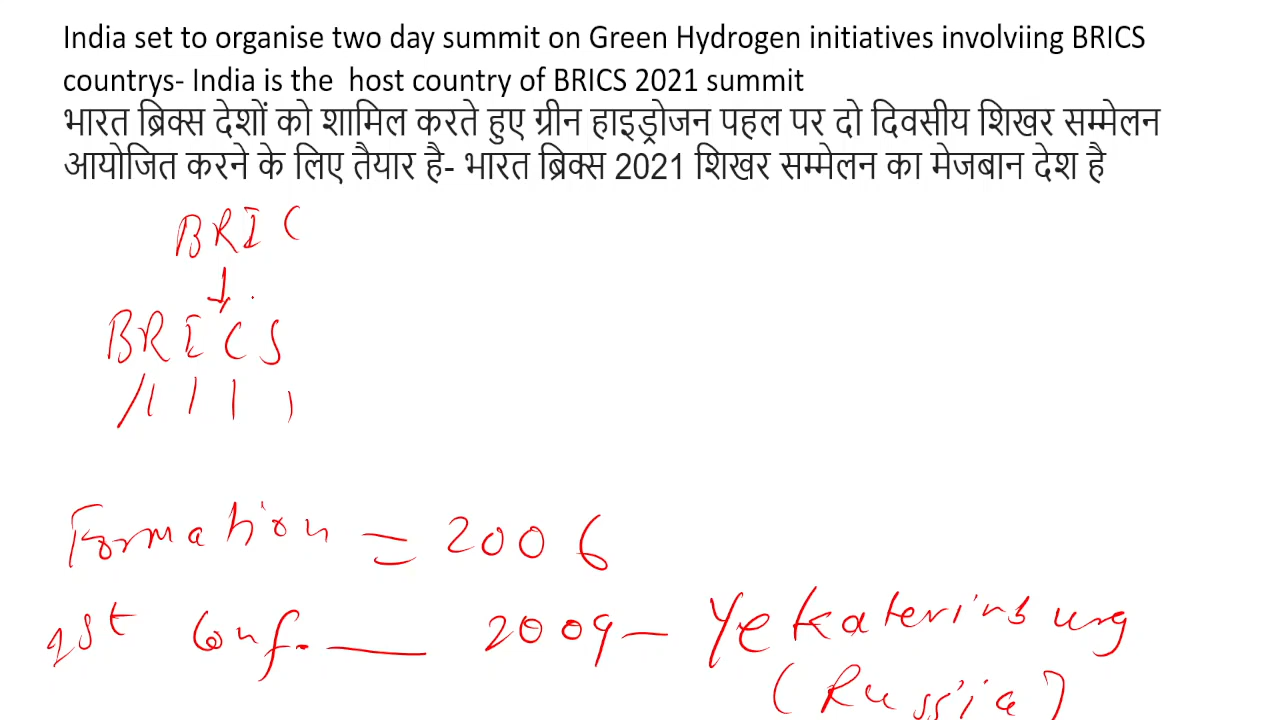 India set to organise two day summit on Green Hydrogen initiatives involviing BRICS
countrys- India is the host country of BRICS 2021 summit
भारत ब्रिक्स देशों को शामिल करते हुए ग्रीन हाइड्रोजन पहल पर दो दिवसीय शिखर सम्मेलन
आयोजित करने के लिए तैयार है- भारत ब्रिक्स 2021 शिखर सम्मेलन का मेजबान देश है
BRIC
BRICS
Formation = 2006
1st Conf. — 2009 – Yekaterinburg
(Russia)